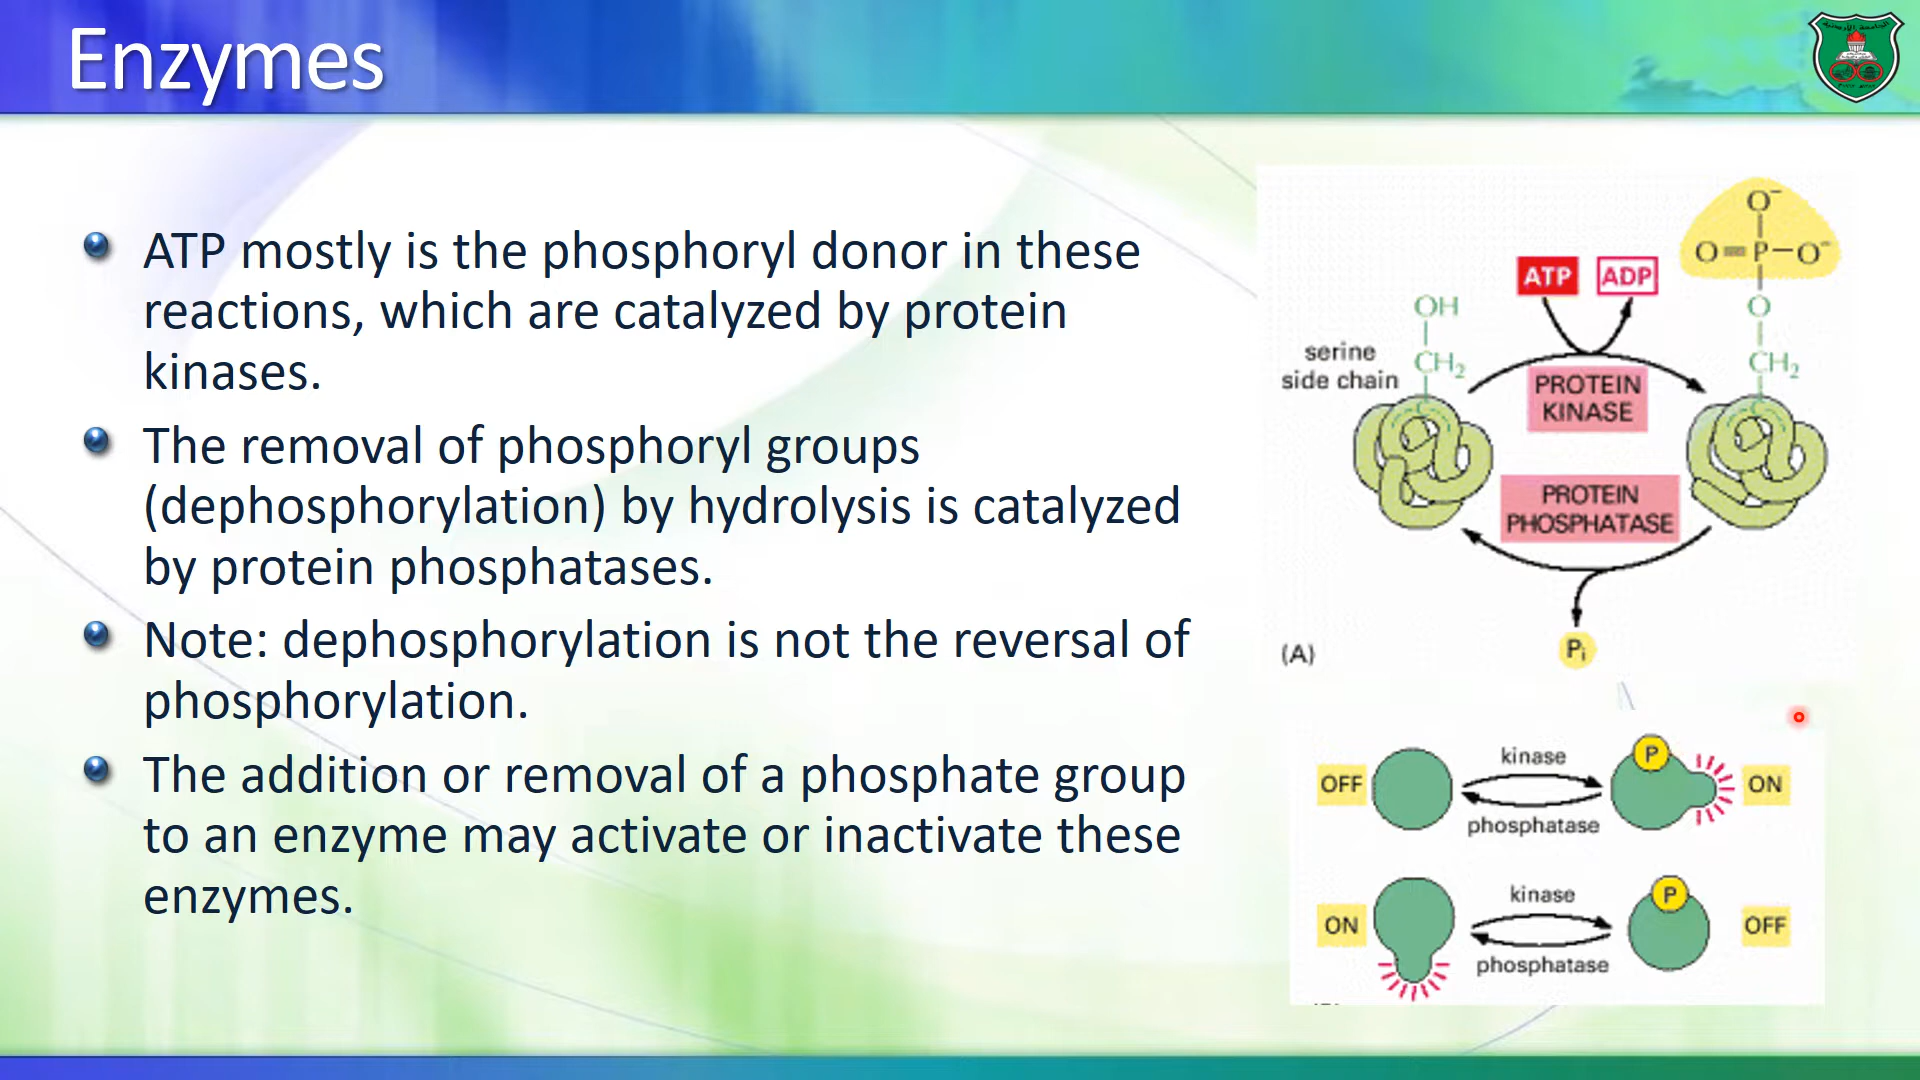 Enzymes
ATP mostly is the phosphoryl donor in these
reactions, which are catalyzed by protein
kinases.
The removal of phosphoryl groups
(dephosphorylation) by hydrolysis is catalyzed
by protein phosphatases.
Note: dephosphorylation is not the reversal of
phosphorylation.
The addition or removal of a phosphate group
to an enzyme may activate or inactivate these
enzymes.
O⁻
O=P–O⁻
ATP ADP
OH
O
serine
side chain
CH₂
CH₂
PROTEIN
KINASE
C
C
PROTEIN
PHOSPHATASE
Pi
(A)
kinase
P
OFF
ON
phosphatase
kinase
P
ON
OFF
phosphatase